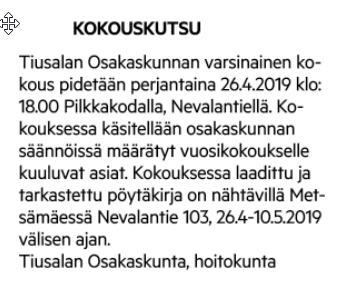 KOKOUSKUTSU
Tiusalan Osakaskunnan varsinainen ko-
kous pidetään perjantaina 26.4.2019 klo:
18.00 Pilkkakodalla, Nevalantiellä. Ko-
kouksessa käsitellään osakaskunnan
säännöissä määrätyt vuosikokoukselle
kuuluvat asiat. Kokouksessa laadittu ja
tarkastettu pöytäkirja on nähtävillä Met-
sämäessä Nevalantie 103, 26.4-10.5.2019
välisen ajan.
Tiusalan Osakaskunta, hoitokunta